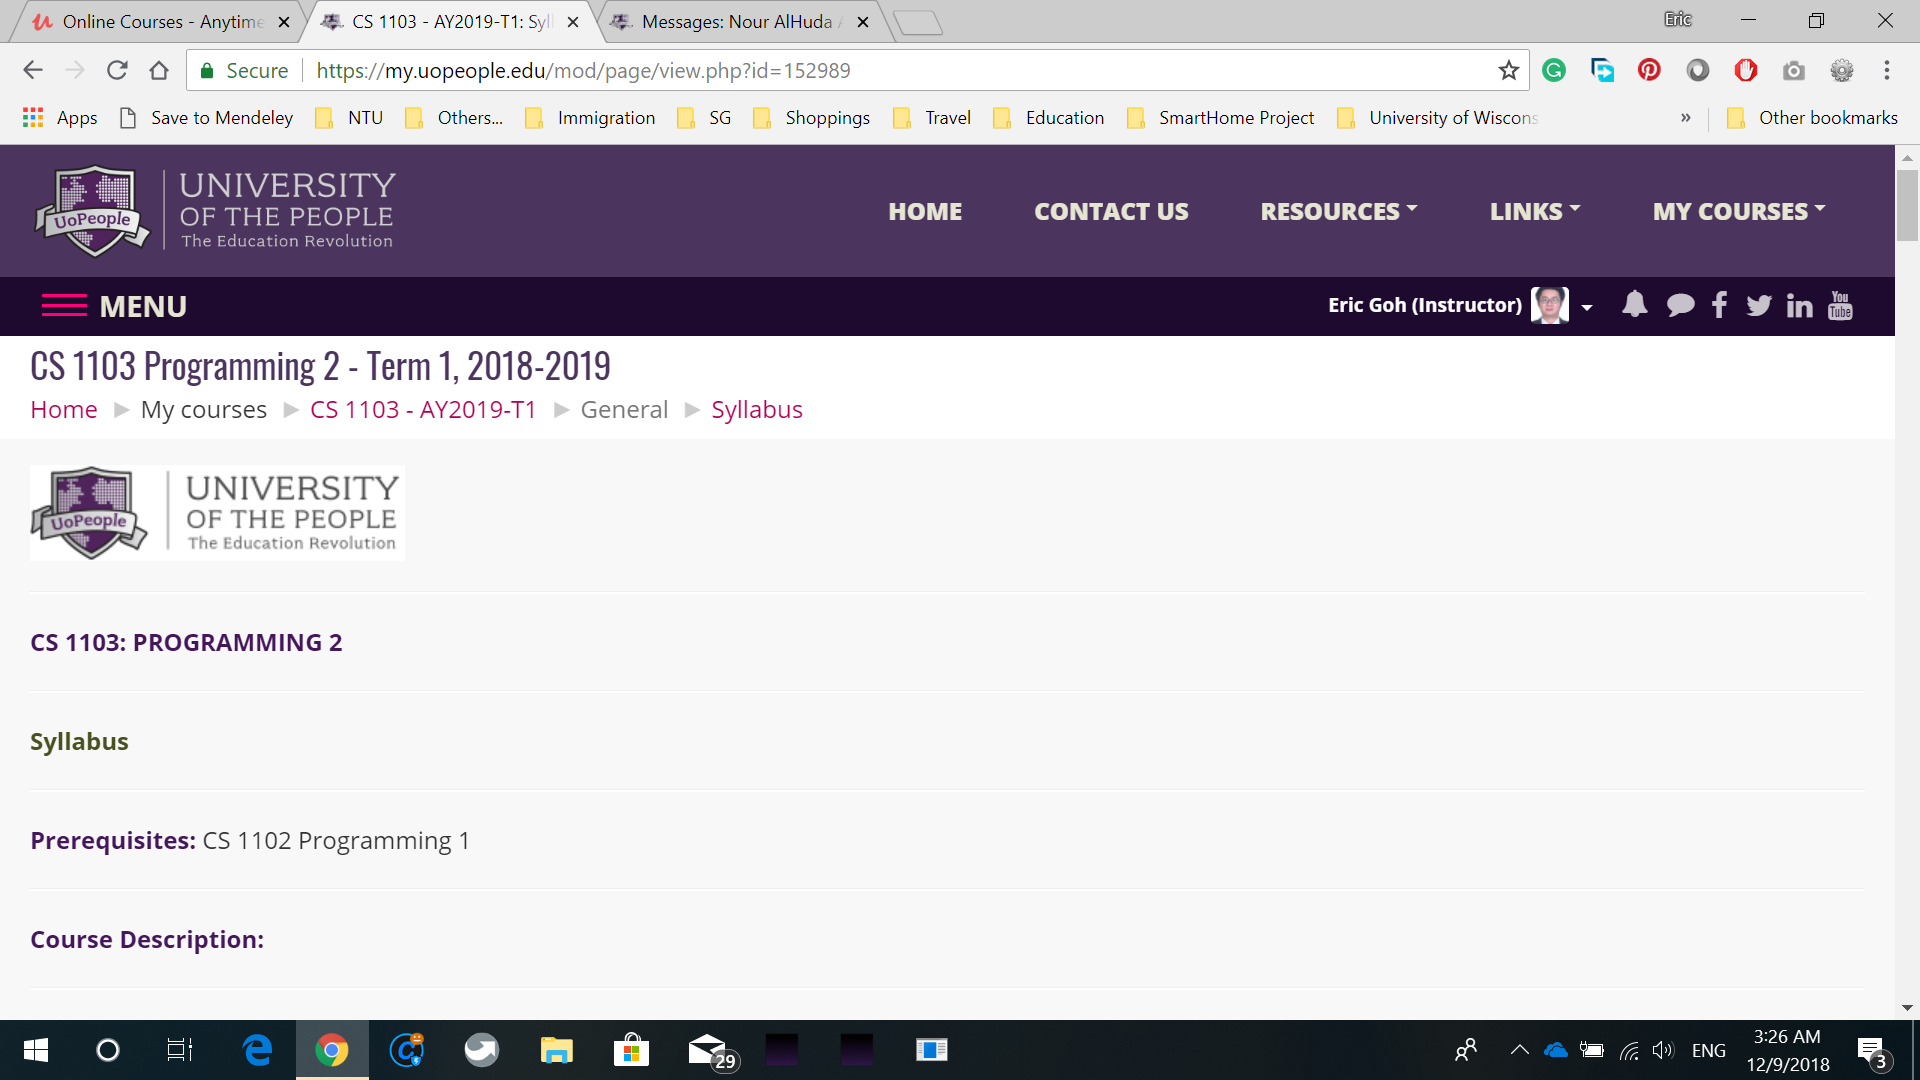 Online Courses - Anytime
CS 1103 - AY2019-T1: Syl
Messages: Nour AlHuda
Eric
Secure
https://my.uopeople.edu/mod/page/view.php?id=152989
Apps
Save to Mendeley
NTU
Others...
Immigration
SG
Shoppings
Travel
Education
SmartHome Project
University of Wiscons
»
Other bookmarks
UoPeople
UNIVERSITY
OF THE PEOPLE
The Education Revolution
HOME
CONTACT US
RESOURCES
LINKS
MY COURSES
MENU
Eric Goh (Instructor)
You
Tube
CS 1103 Programming 2 - Term 1, 2018-2019
Home ► My courses ► CS 1103 - AY2019-T1 ► General ► Syllabus
UoPeople
UNIVERSITY
OF THE PEOPLE
The Education Revolution
CS 1103: PROGRAMMING 2
Syllabus
Prerequisites: CS 1102 Programming 1
Course Description:
29
ENG
3:26 AM
12/9/2018
3